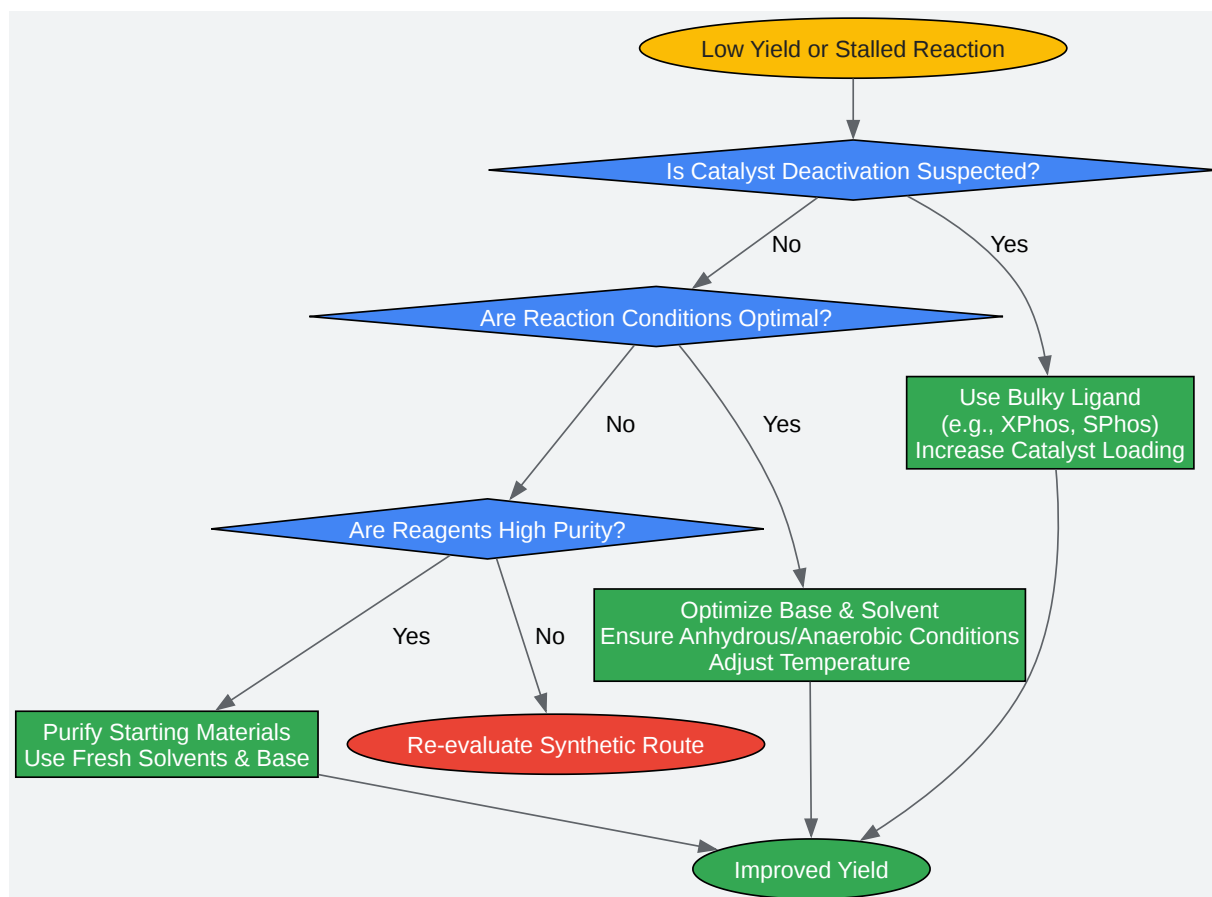 Low Yield or Stalled Reaction
Is Catalyst Deactivation Suspected?
No
Yes
Are Reaction Conditions Optimal?
Use Bulky Ligand
(e.g., XPhos, SPhos)
Increase Catalyst Loading
No
Yes
Are Reagents High Purity?
Optimize Base & Solvent
Ensure Anhydrous/Anaerobic Conditions
Adjust Temperature
Yes
No
Purify Starting Materials
Use Fresh Solvents & Base
Re-evaluate Synthetic Route
Improved Yield